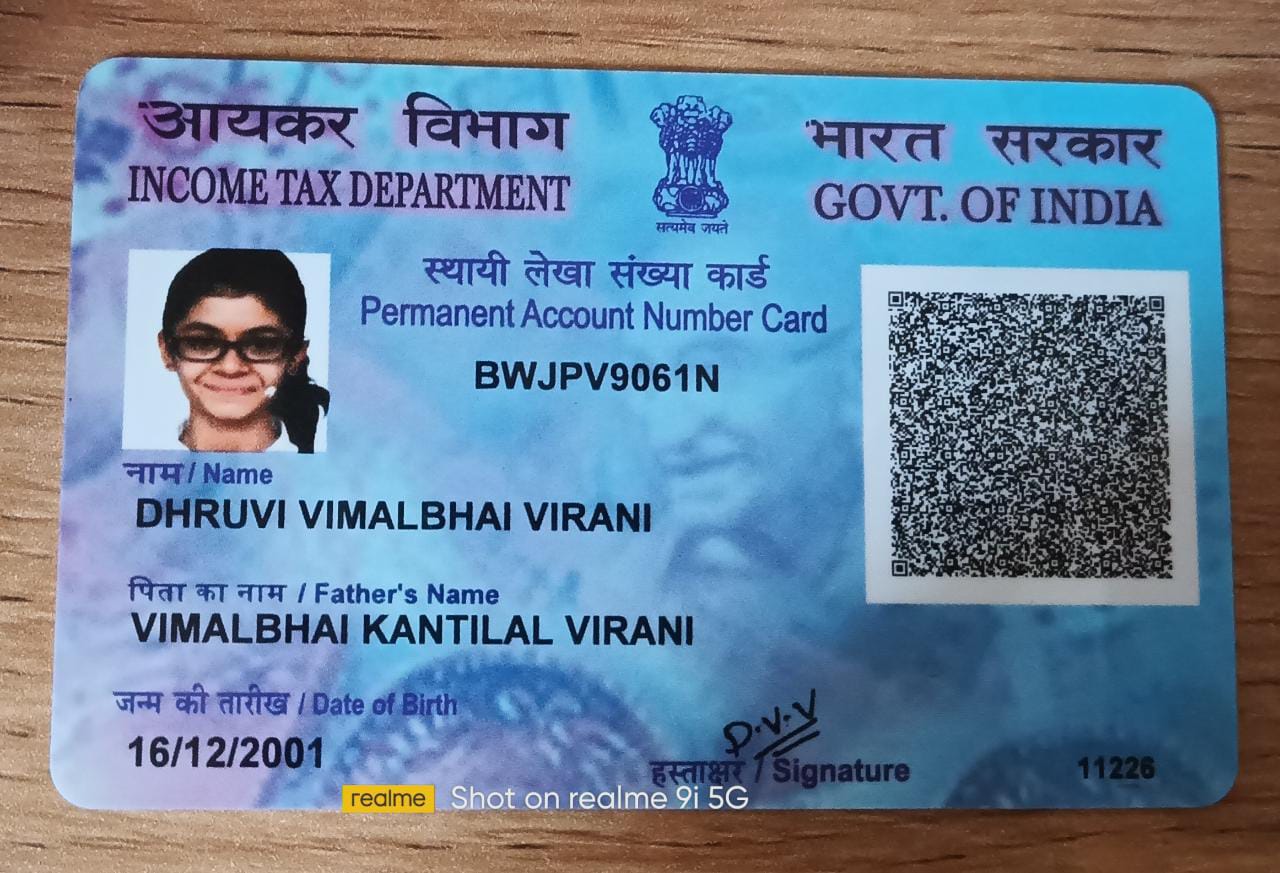 आयकर विभाग
INCOME TAX DEPARTMENT
सत्यमेव जयते
भारत सरकार
GOVT. OF INDIA
स्थायी लेखा संख्या कार्ड
Permanent Account Number Card
BWJPV9061N
नाम / Name
DHRUVI VIMALBHAI VIRANI
पिता का नाम / Father's Name
VIMALBHAI KANTILAL VIRANI
जन्म की तारीख / Date of Birth
16/12/2001
D.V.V
हस्ताक्षर / Signature
11226
realme Shot on realme 9i 5G